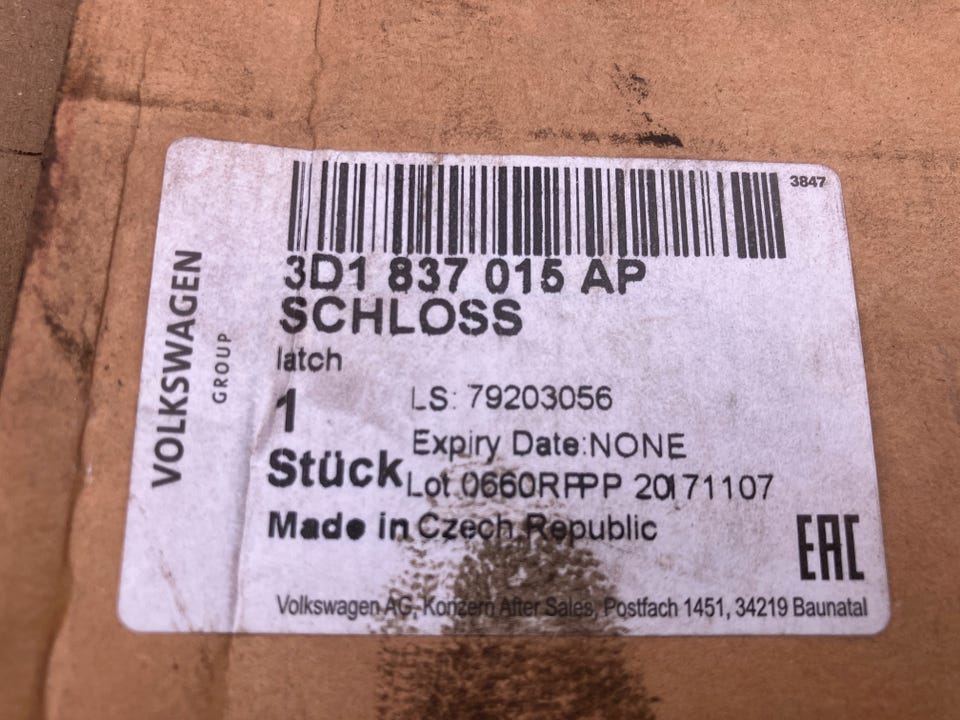 3847
3D1 837 015 AP
SCHLOSS
latch
1
LS: 79203056
Expiry Date:NONE
Stück
Lot 0660RPPP 20171107
Made in Czech Republic
EAC
Volkswagen AG, Konzern After Sales, Postfach 1451, 34219 Baunatal
VOLKSWAGEN
GROUP